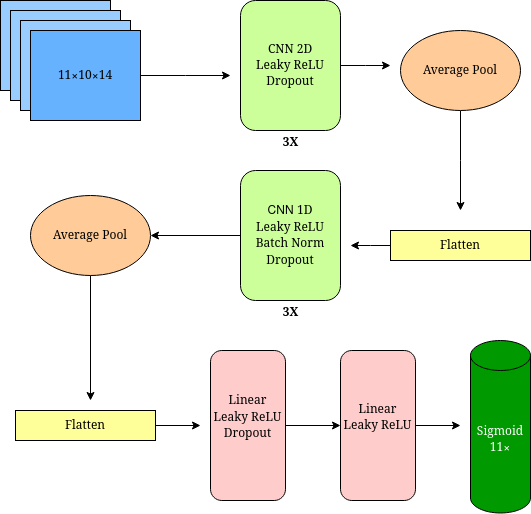 11×10×14
CNN 2D
Leaky ReLU
Dropout
3X
Average Pool
Flatten
CNN 1D
Leaky ReLU
Batch Norm
Dropout
3X
Average Pool
Flatten
Linear
Leaky ReLU
Dropout
Linear
Leaky ReLU
Sigmoid
11×